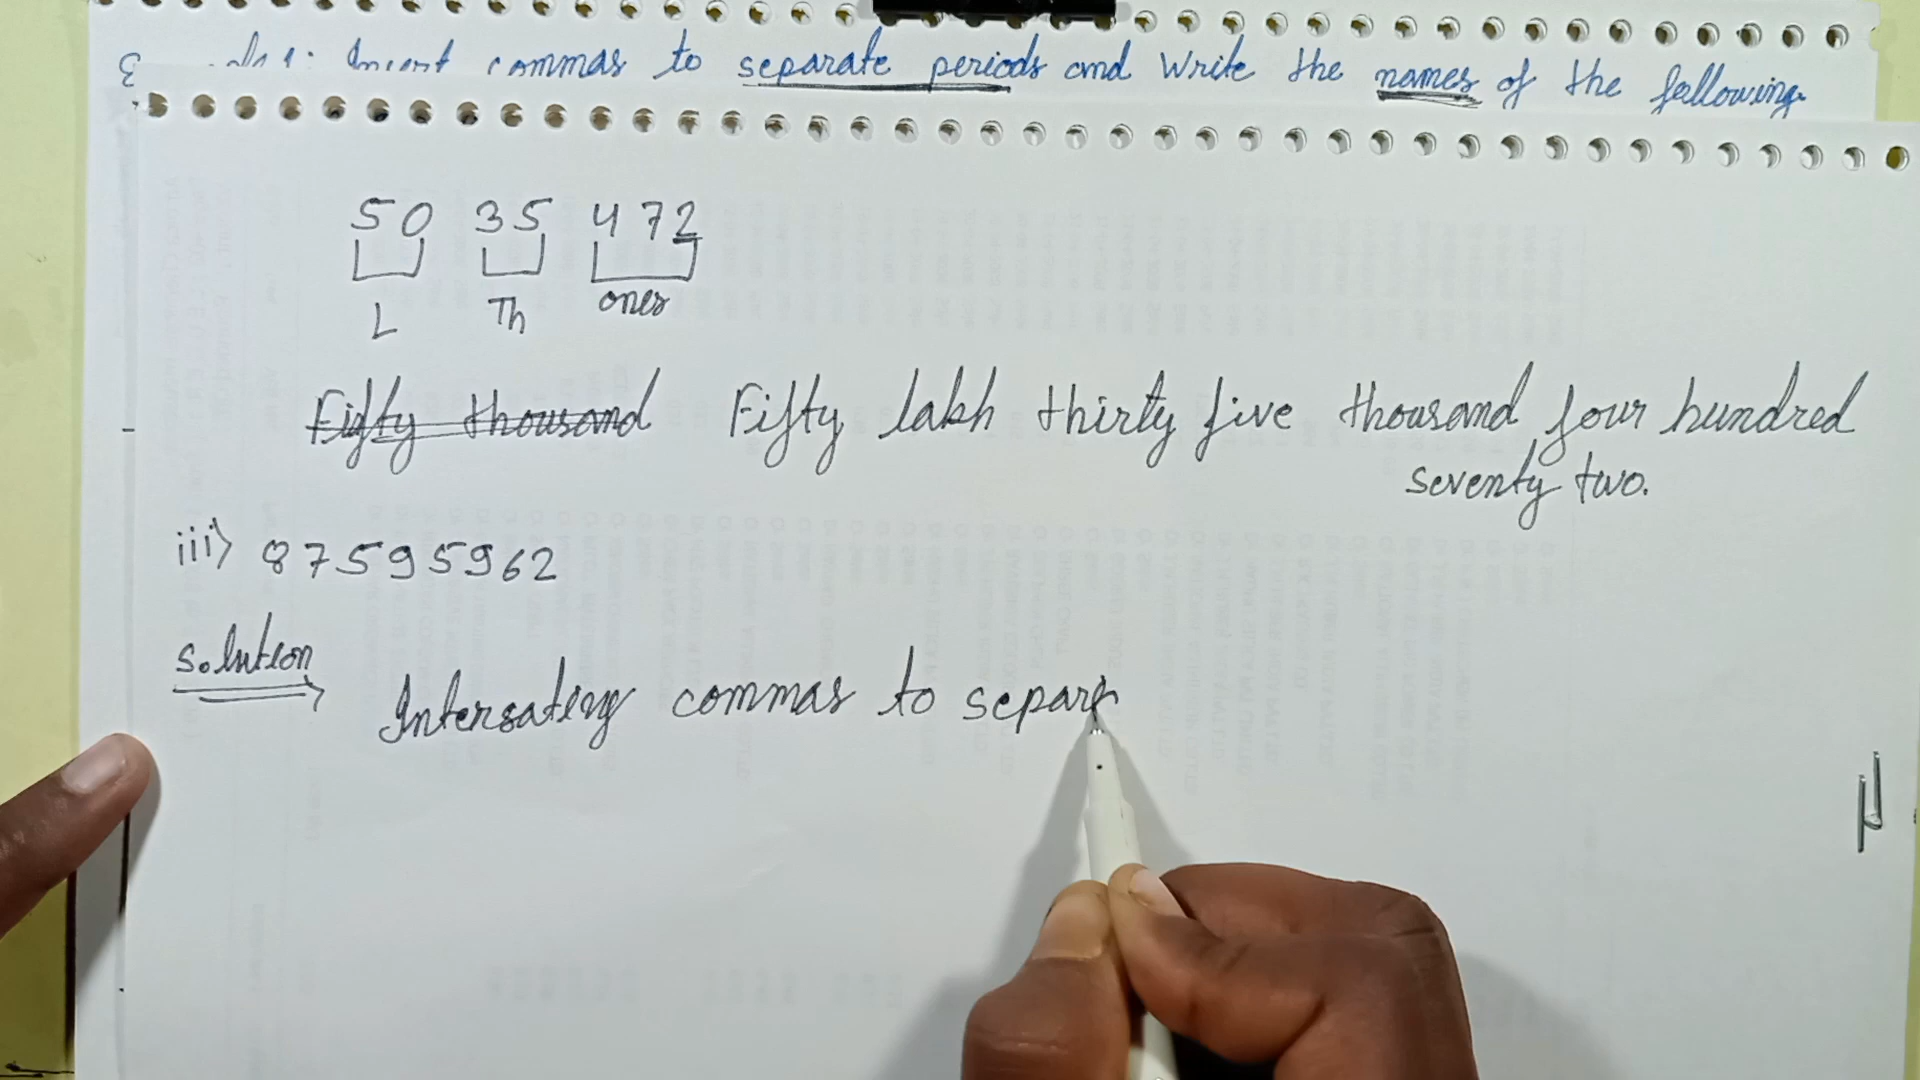 commas to separate periods and Write the names of the following.
50 35 472
L Th ones
Fifty thousand Fifty lakh thirty five thousand four hundred
seventy two.
iii) 87595962
Solution
Intersating commas to separ